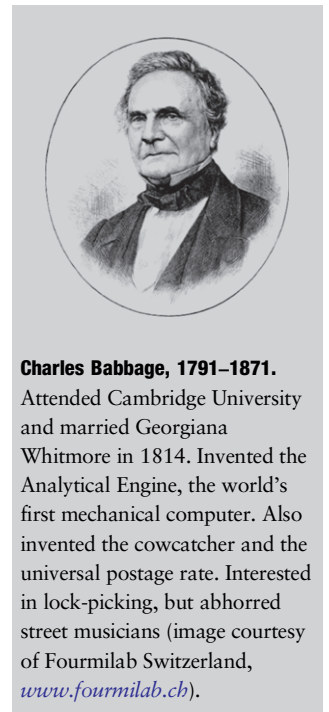 Charles Babbage, 1791–1871.
Attended Cambridge University
and married Georgiana
Whitmore in 1814. Invented the
Analytical Engine, the world's
first mechanical computer. Also
invented the cowcatcher and the
universal postage rate. Interested
in lock-picking, but abhorred
street musicians (image courtesy
of Fourmilab Switzerland,
www.fourmilab.ch).